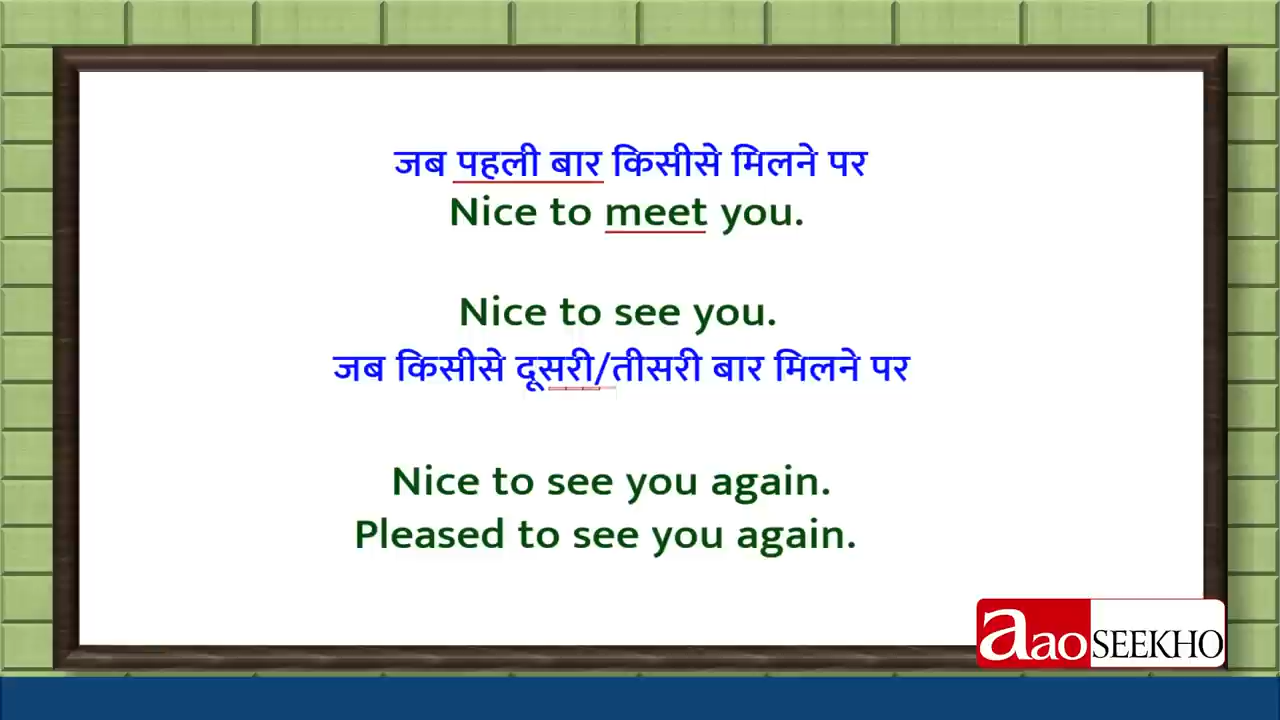 जब पहली बार किसीसे मिलने पर
Nice to meet you.
Nice to see you.
जब किसीसे दूसरी/तीसरी बार मिलने पर
Nice to see you again.
Pleased to see you again.
aaoSEEKHO